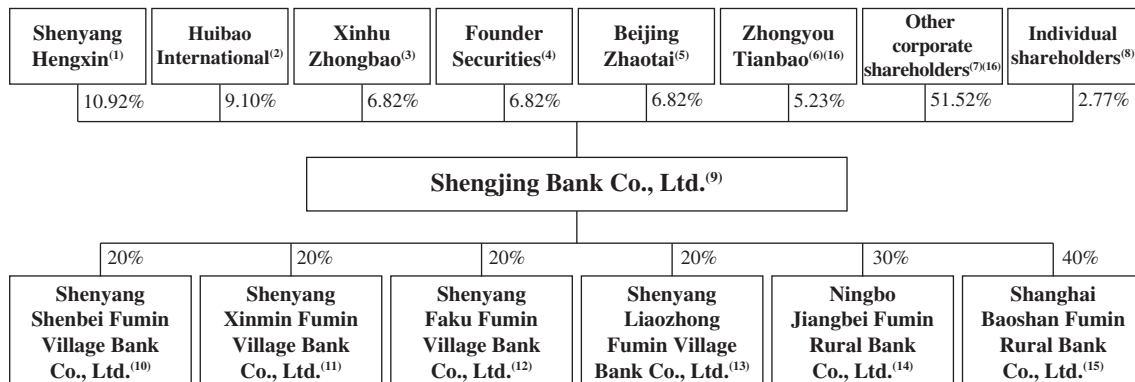 Shenyang
Hengxin(1)
Huibao
International(2)
Xinhu
Zhongbao(3)
Founder
Securities(4)
Beijing
Zhaotai(5)
Zhongyou
Tianbao(6)(16)
Other
corporate
shareholders(7)(16)
Individual
shareholders(8)
10.92%
9.10%
6.82%
6.82%
6.82%
5.23%
51.52%
2.77%
Shengjing Bank Co., Ltd.(9)
20%
20%
20%
20%
30%
40%
Shenyang
Shenbei Fumin
Village Bank
Co., Ltd.(10)
Shenyang
Xinmin Fumin
Village Bank
Co., Ltd.(11)
Shenyang
Faku Fumin
Village Bank
Co., Ltd.(12)
Shenyang
Liaozhong
Fumin Village
Bank Co., Ltd.(13)
Ningbo
Jiangbei Fumin
Rural Bank
Co., Ltd.(14)
Shanghai
Baoshan Fumin
Rural Bank
Co., Ltd.(15)